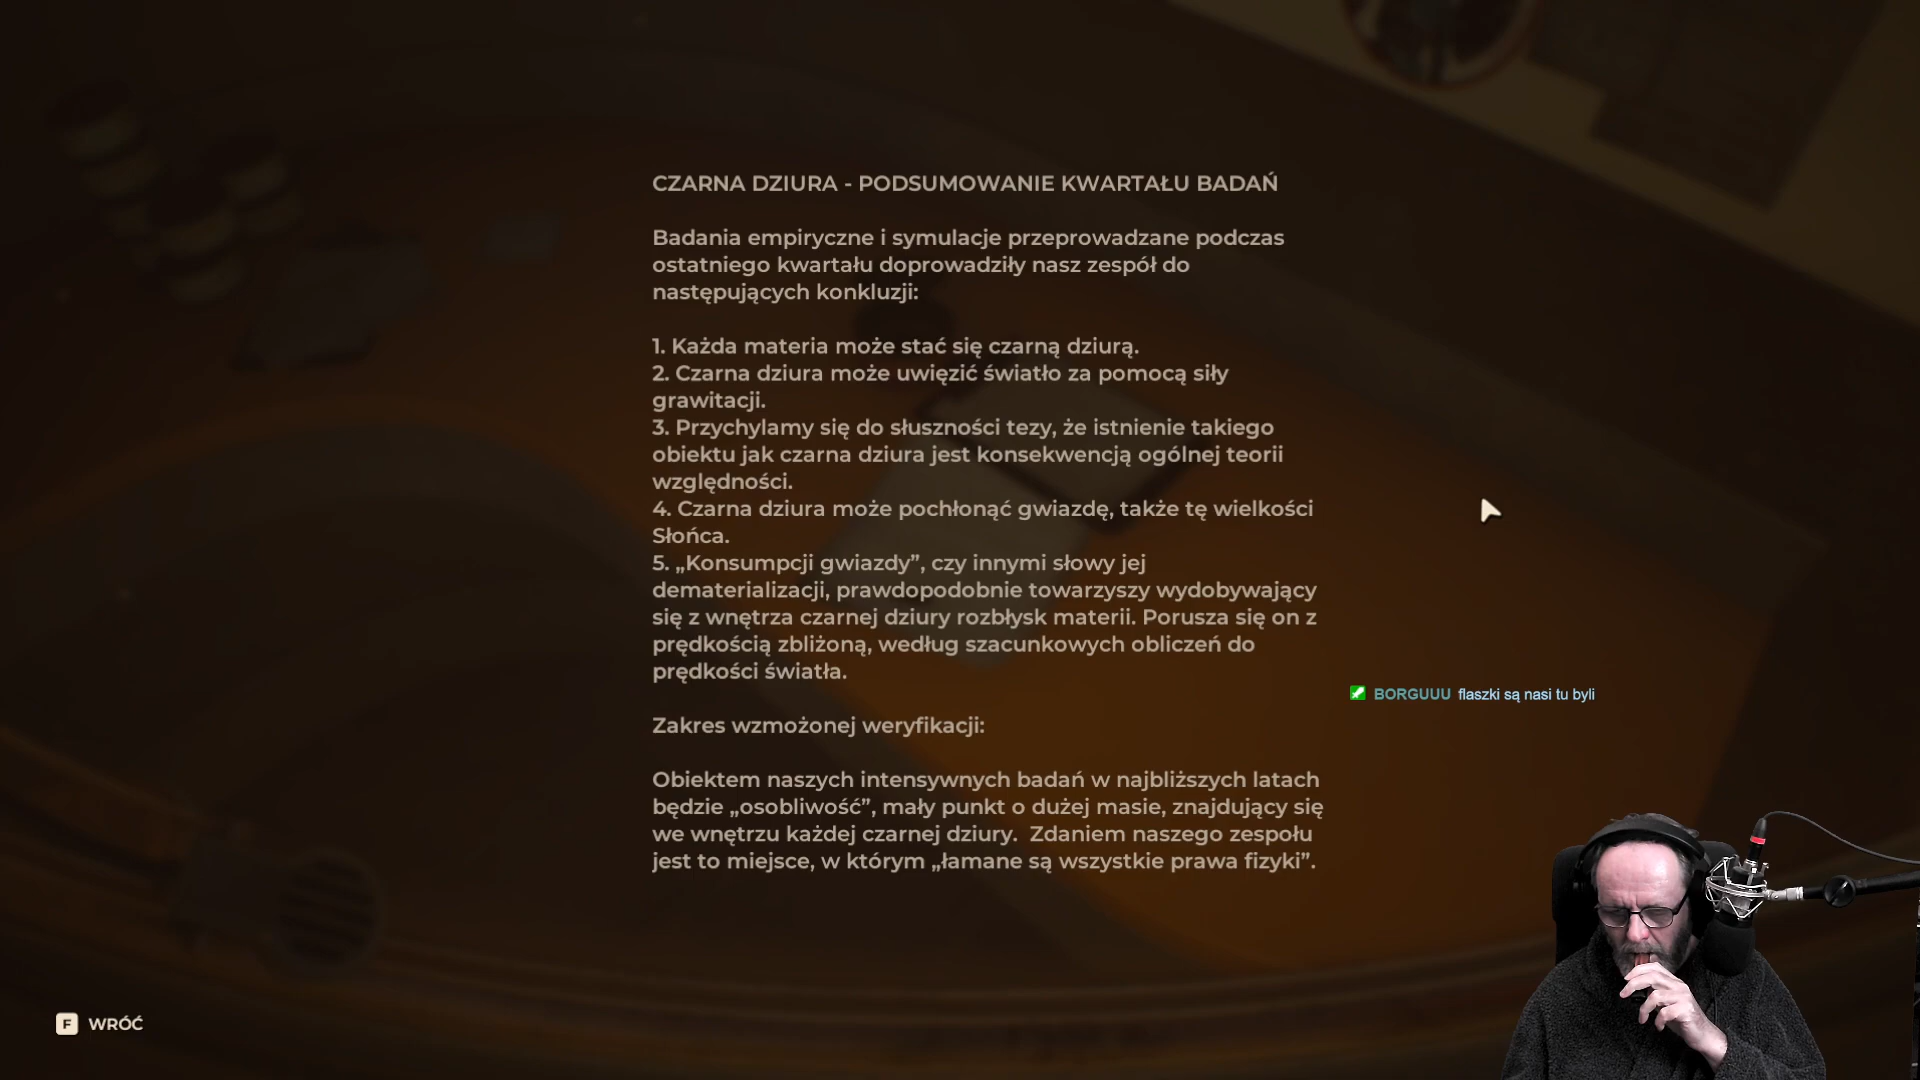 CZARNA DZIURA - PODSUMOWANIE KWARTAŁU BADAŃ
Badania empiryczne i symulacje przeprowadzane podczas
ostatniego kwartału doprowadziły nasz zespół do
następujących konkluzji:
1. Każda materia może stać się czarną dziurą.
2. Czarna dziura może uwięzić światło za pomocą siły
grawitacji.
3. Przychylamy się do słuszności tezy, że istnienie takiego
obiektu jak czarna dziura jest konsekwencją ogólnej teorii
względności.
4. Czarna dziura może pochłonąć gwiazdę, także tę wielkości
Słońca.
5. „Konsumpcji gwiazdy”, czy innymi słowy jej
dematerializacji, prawdopodobnie towarzyszy wydobywający
się z wnętrza czarnej dziury rozbłysk materii. Porusza się on z
prędkością zbliżoną, według szacunkowych obliczeń do
prędkości światła.
BORGUUU flaszki są nasi tu byli
Zakres wzmożonej weryfikacji:
Obiektem naszych intensywnych badań w najbliższych latach
będzie „osobliwość”, mały punkt o dużej masie, znajdujący się
we wnętrzu każdej czarnej dziury.  Zdaniem naszego zespołu
jest to miejsce, w którym „łamane są wszystkie prawa fizyki”.
F WRÓĆ